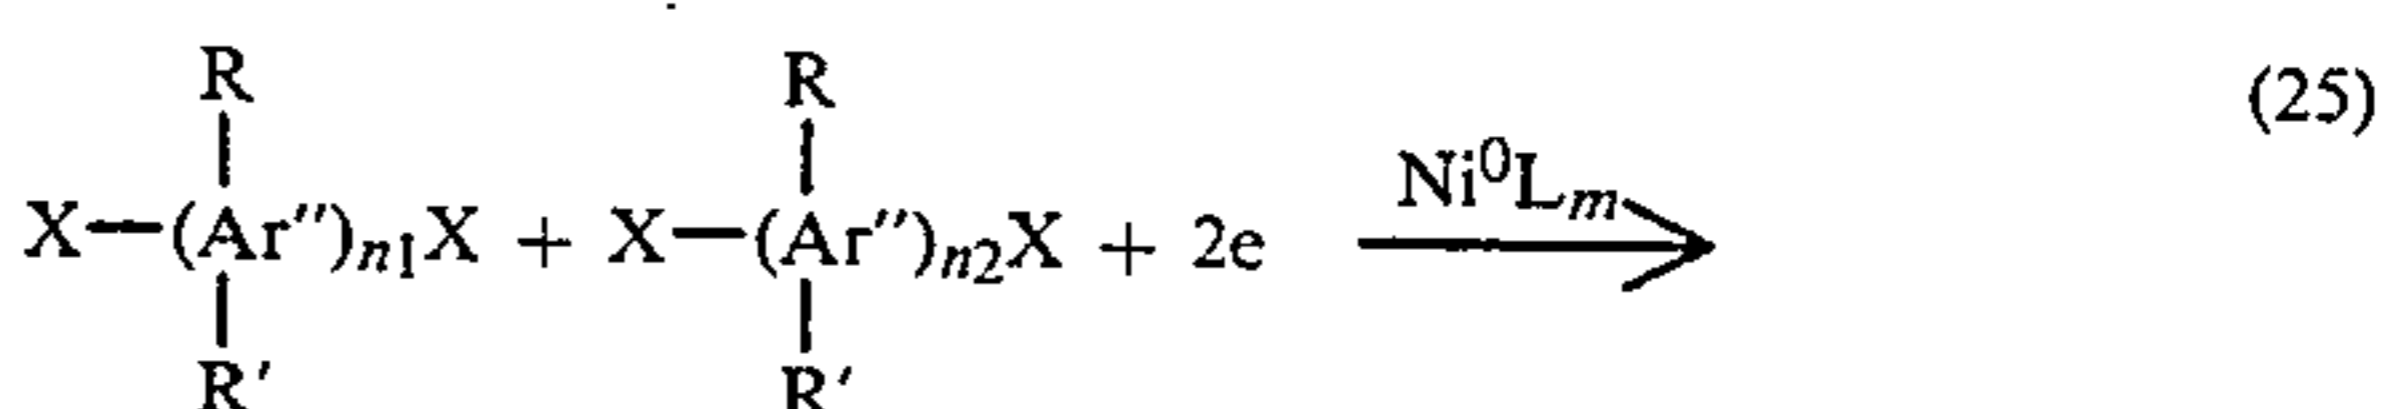 R R (25)
Ni⁰Lₘ
X—(Ar″)ₙ₁X + X—(Ar″)ₙ₂X + 2e ⟶
R′ R′